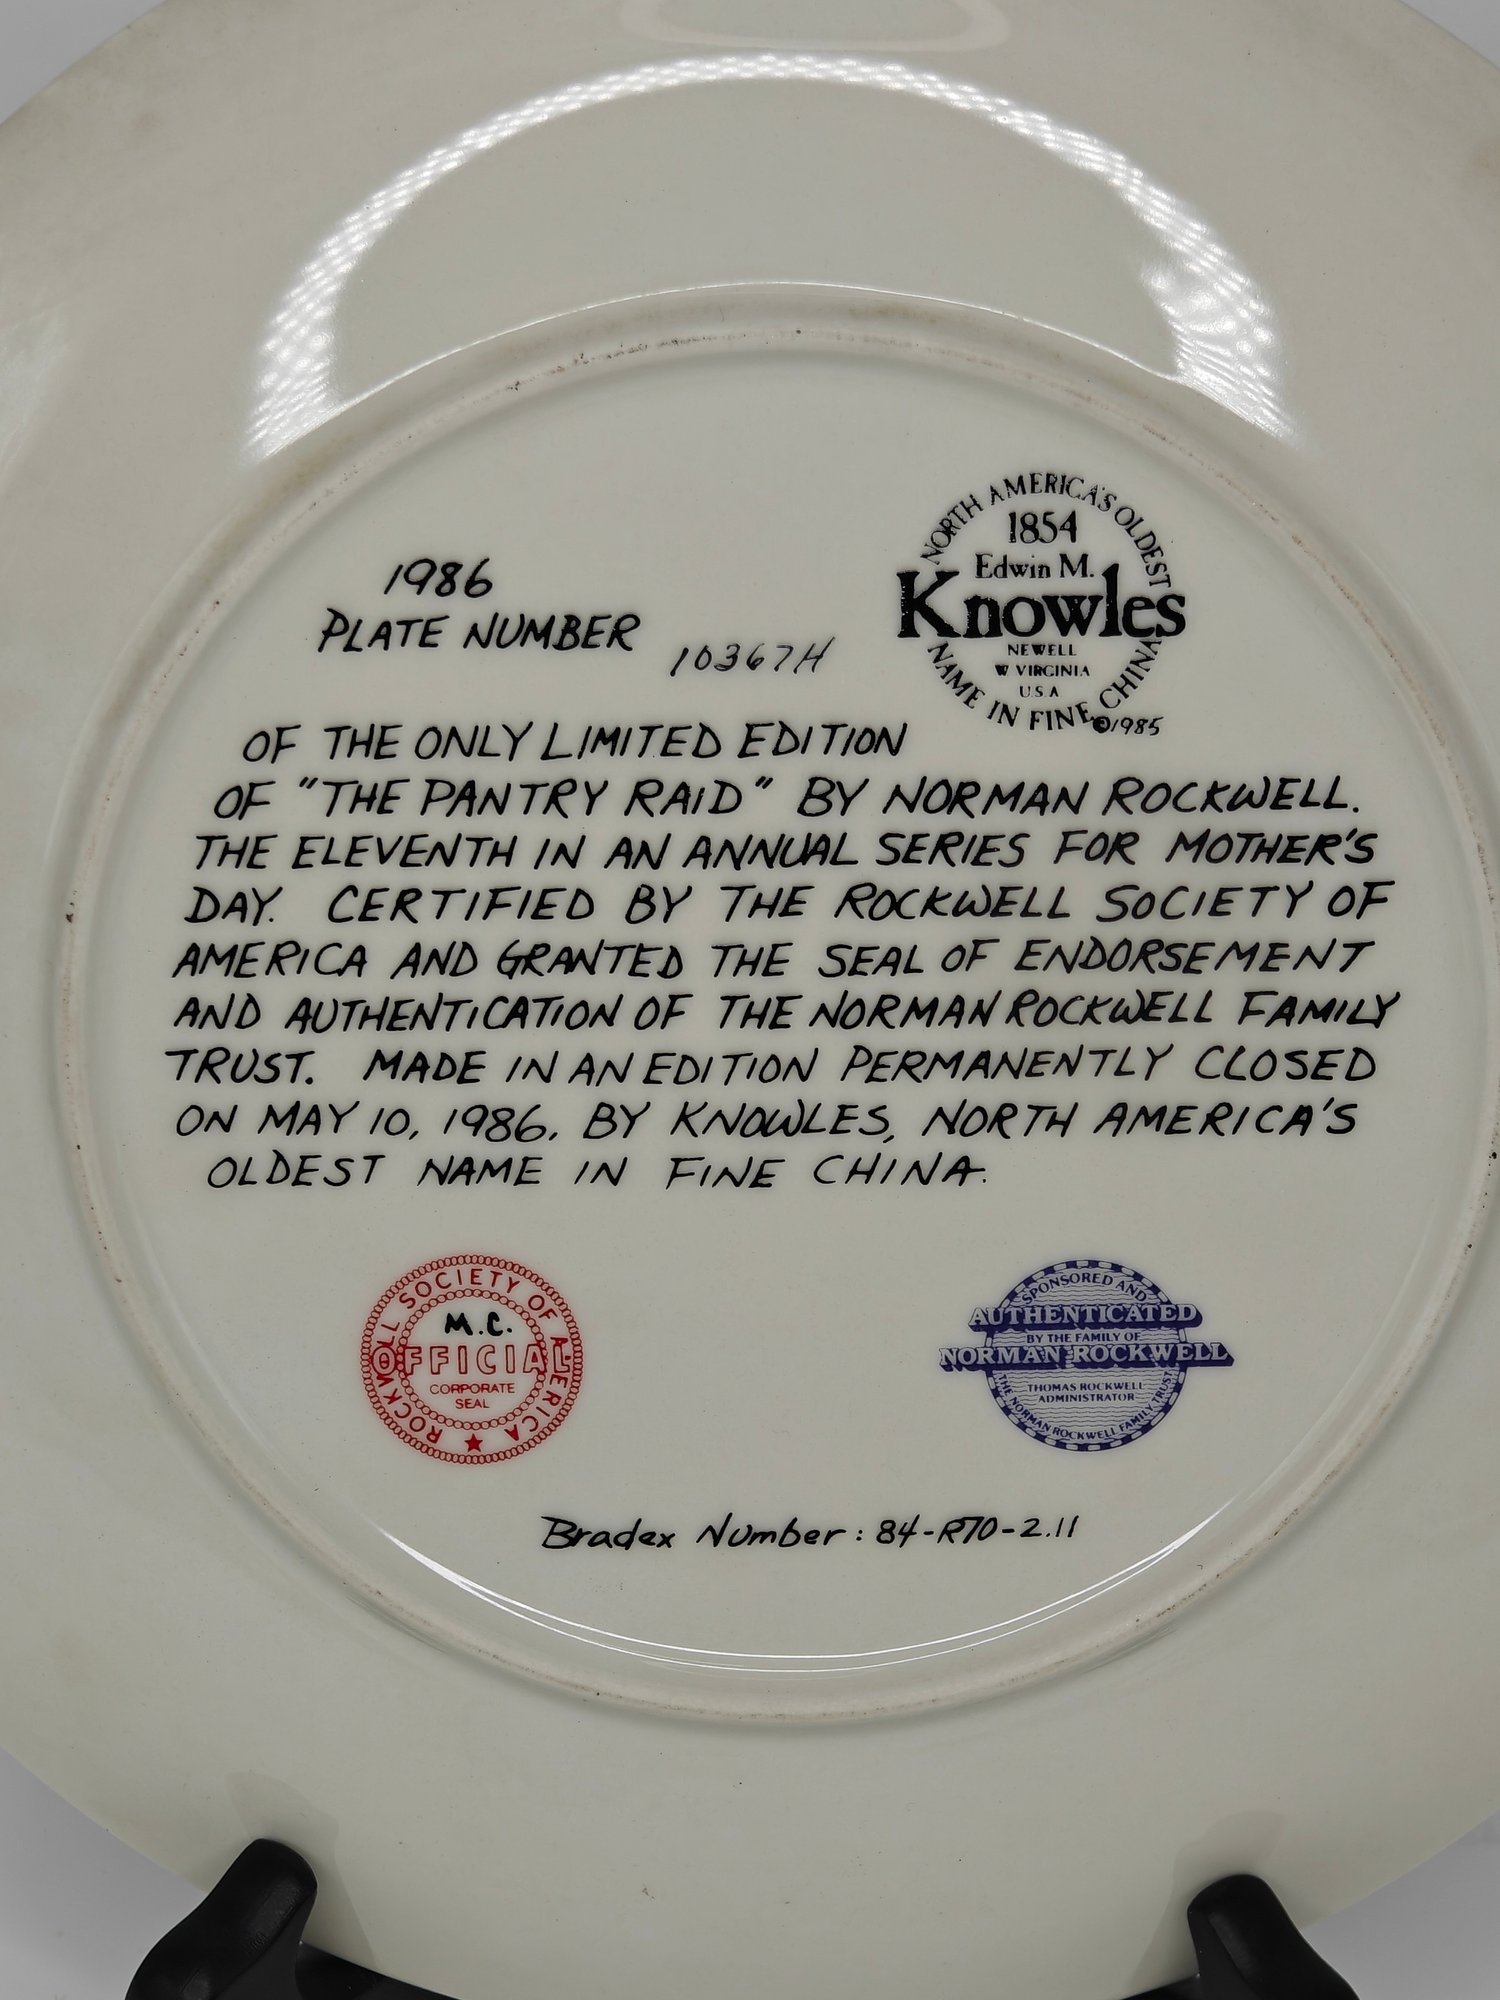 1986
PLATE NUMBER 10367H
NORTH AMERICA'S OLDEST
1854
Edwin M.
Knowles
NEWELL
W VIRGINIA
U.S.A
NAME IN FINE CHINA
©1985
OF THE ONLY LIMITED EDITION
OF "THE PANTRY RAID" BY NORMAN ROCKWELL.
THE ELEVENTH IN AN ANNUAL SERIES FOR MOTHER'S
DAY. CERTIFIED BY THE ROCKWELL SOCIETY OF
AMERICA AND GRANTED THE SEAL OF ENDORSEMENT
AND AUTHENTICATION OF THE NORMAN ROCKWELL FAMILY
TRUST. MADE IN AN EDITION PERMANENTLY CLOSED
ON MAY 10, 1986, BY KNOWLES, NORTH AMERICA'S
OLDEST NAME IN FINE CHINA.
ROCKWELL SOCIETY OF AMERICA
M.C.
OFFICIAL
CORPORATE
SEAL
SPONSORED AND
AUTHENTICATED
BY THE FAMILY OF
NORMAN ROCKWELL
THOMAS ROCKWELL
ADMINISTRATOR
THE NORMAN ROCKWELL FAMILY TRUST
Bradex Number: 84-R70-2.11